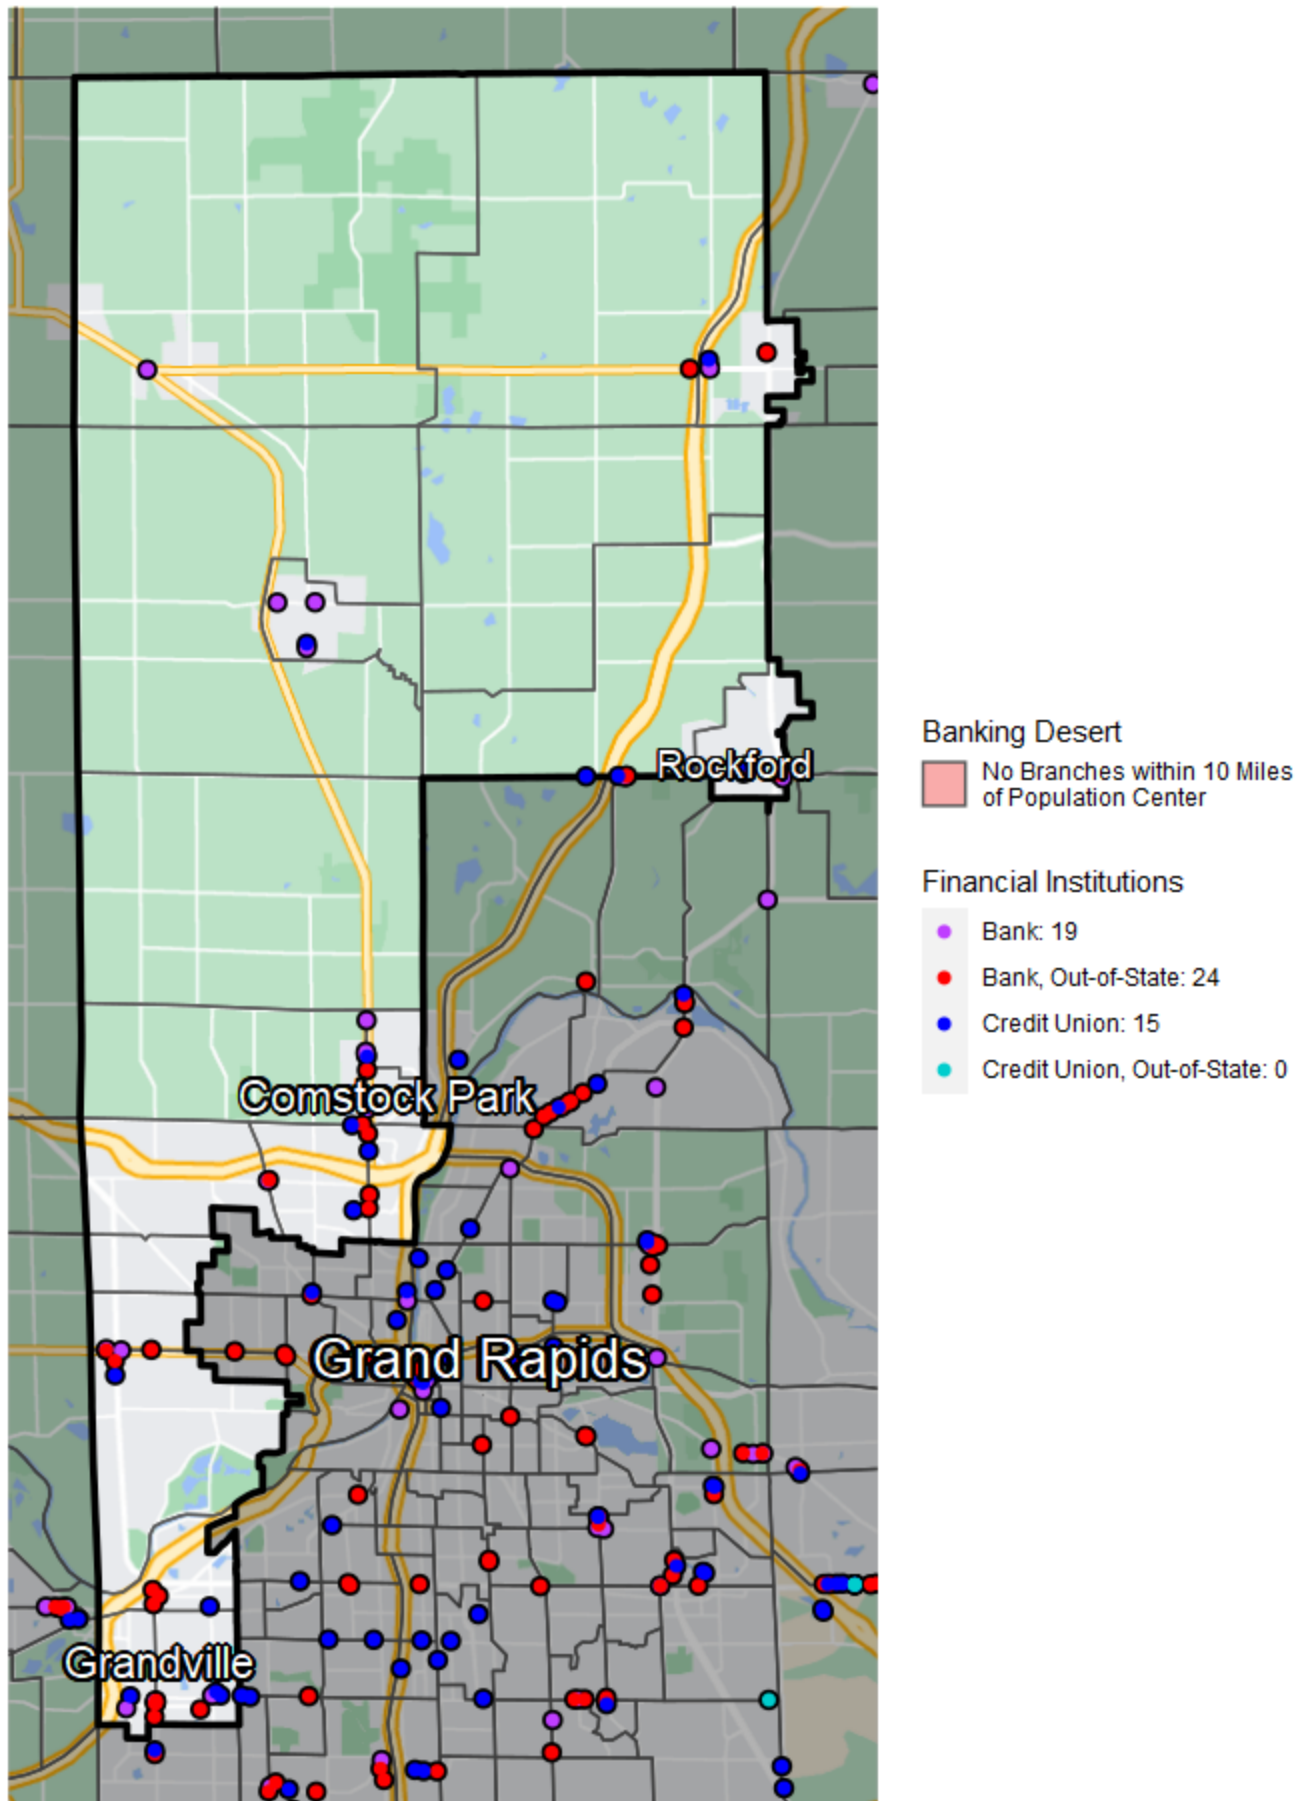 Rockford
Comstock Park
Grand Rapids
Grandville
Banking Desert
No Branches within 10 Miles
of Population Center
Financial Institutions
Bank: 19
Bank, Out-of-State: 24
Credit Union: 15
Credit Union, Out-of-State: 0